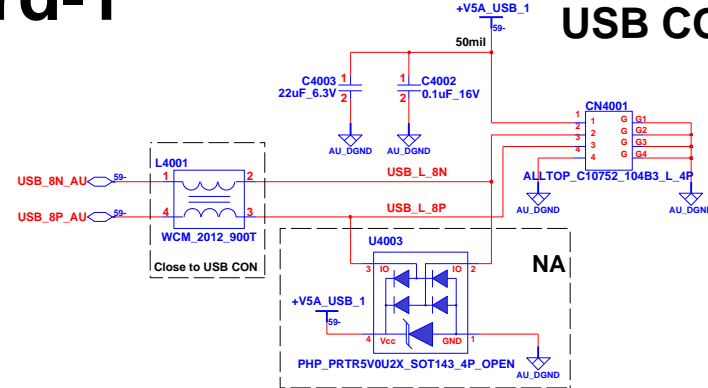 +V5A_USB_1
59-
USB CO
50mil
C4003
1
2
22uF_6.3V
C4002
1
2
0.1uF_16V
AU_DGND
AU_DGND
CN4001
1
2
3
4
1
2
3
4
G
G
G
G
G1
G2
G3
G4
ALLTOP_C10752_104B3_L_4P
AU_DGND
AU_DGND
L4001
USB_8N_AU
59-
1
2
USB_L_8N
USB_8P_AU
59-
4
3
USB_L_8P
WCM_2012_900T
Close to USB CON
U4003
NA
3
IO
IO
2
+V5A_USB_1
59-
4
Vcc
GND
1
PHP_PRTR5V0U2X_SOT143_4P_OPEN
AU_DGND